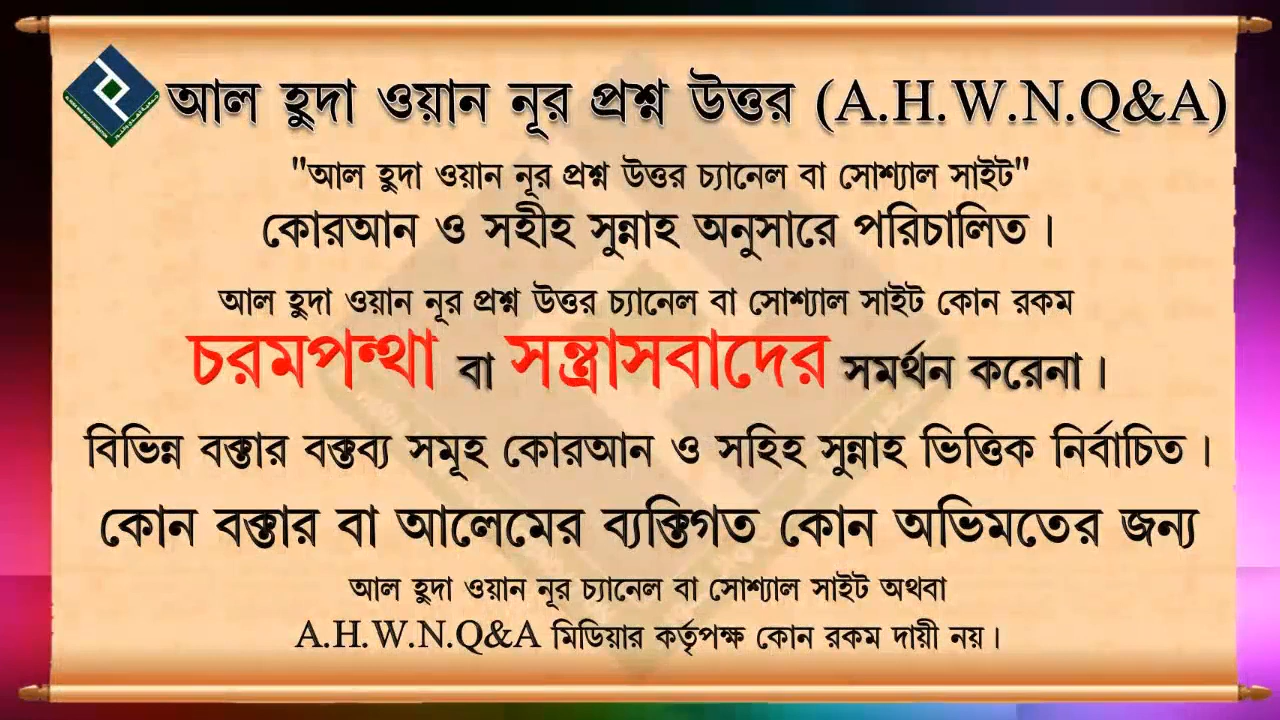 আল হুদা ওয়ান নূর প্রশ্ন উত্তর (A.H.W.N.Q&A)
"আল হুদা ওয়ান নূর প্রশ্ন উত্তর চ্যানেল বা সোশ্যাল সাইট"
কোরআন ও সহীহ সুন্নাহ অনুসারে পরিচালিত।
আল হুদা ওয়ান নূর প্রশ্ন উত্তর চ্যানেল বা সোশ্যাল সাইট কোন রকম
চরমপন্থা বা সন্ত্রাসবাদের সমর্থন করেনা।
বিভিন্ন বক্তার বক্তব্য সমূহ কোরআন ও সহিহ সুন্নাহ ভিত্তিক নির্বাচিত।
কোন বক্তার বা আলেমের ব্যক্তিগত কোন অভিমতের জন্য
আল হুদা ওয়ান নূর চ্যানেল বা সোশ্যাল সাইট অথবা
A.H.W.N.Q&A মিডিয়ার কর্তৃপক্ষ কোন রকম দায়ী নয়।